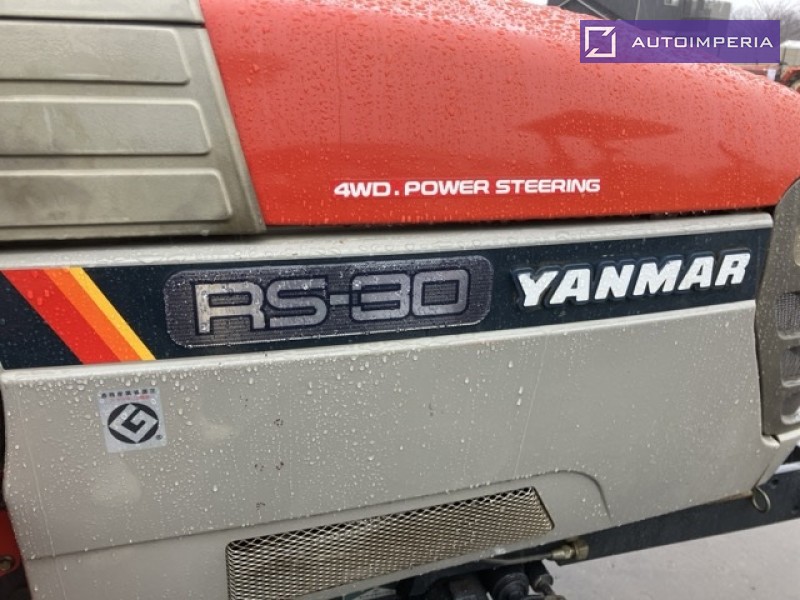 AUTOIMPERIA
4WD. POWER STEERING
RS-30
YANMAR